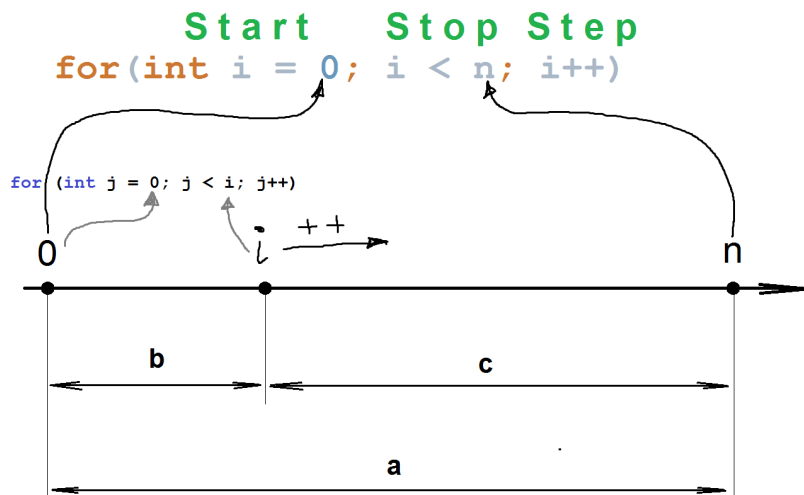 Start Stop Step
for(int i = 0; i < n; i++)
for (int j = 0; j < i; j++)
0 i ++ n
b c
a